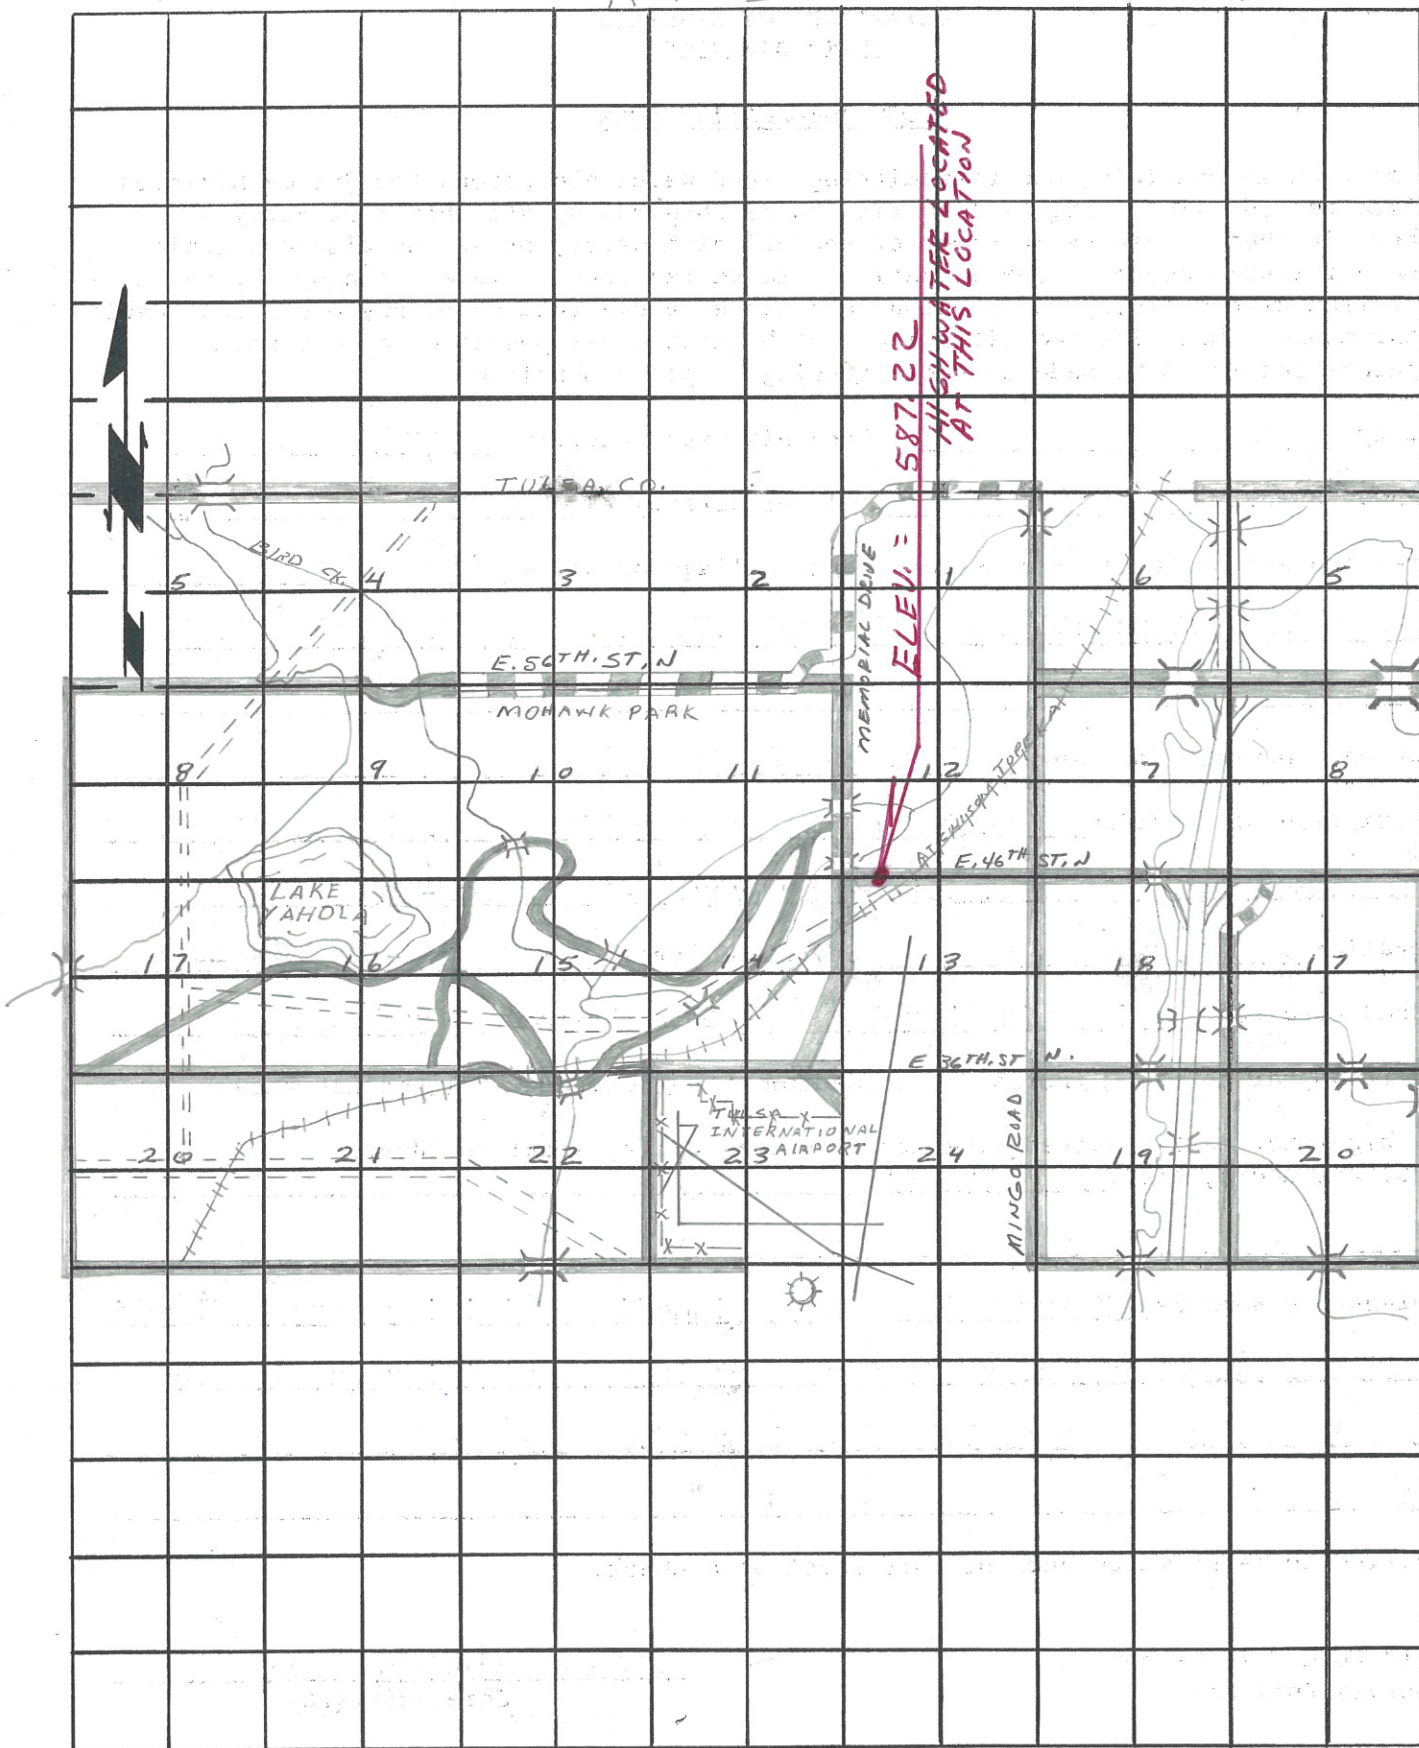 TULSA, CO.
BIRD CK.
5
4
3
2
1
6
5
MEMORIAL DRIVE
ELEV. = 587.22
HIGH WATER LOCATED
AT THIS LOCATION
E. 56TH. ST. N
MOHAWK PARK
8
9
10
11
12
7
8
E. 46TH ST. N
LAKE
YAHOLA
17
16
15
14
13
18
17
E 36TH. ST N.
TULSA
INTERNATIONAL
AIRPORT
MINGO ROAD
20
21
22
23
24
19
20